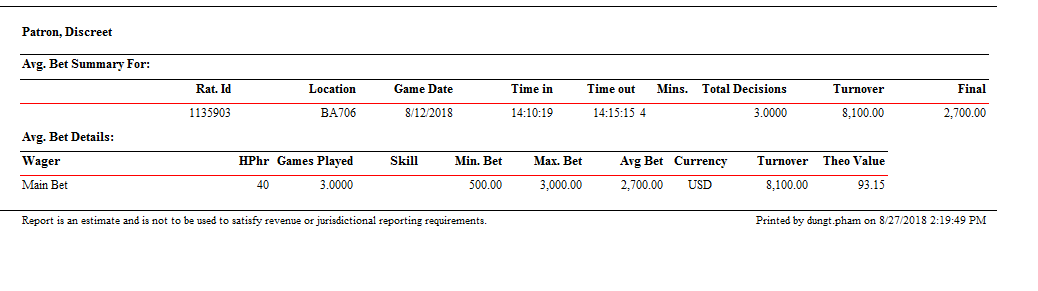 Patron, Discreet
Avg. Bet Summary For:
Rat. Id Location Game Date Time in Time out Mins. Total Decisions Turnover Final
1135903 BA706 8/12/2018 14:10:19 14:15:15 4 3.0000 8,100.00 2,700.00
Avg. Bet Details:
Wager HPhr Games Played Skill Min. Bet Max. Bet Avg Bet Currency Turnover Theo Value
Main Bet 40 3.0000 500.00 3,000.00 2,700.00 USD 8,100.00 93.15
Report is an estimate and is not to be used to satisfy revenue or jurisdictional reporting requirements. Printed by dungt.pham on 8/27/2018 2:19:49 PM